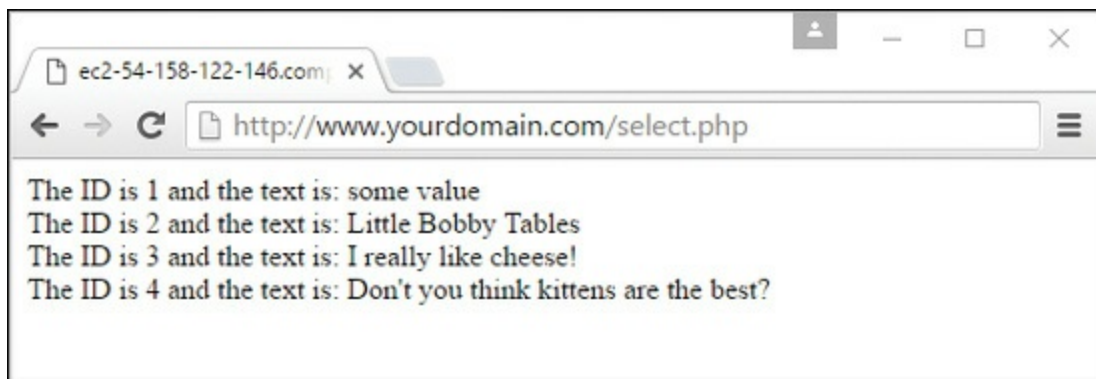 ec2-54-158-122-146.com
http://www.yourdomain.com/select.php
The ID is 1 and the text is: some value
The ID is 2 and the text is: Little Bobby Tables
The ID is 3 and the text is: I really like cheese!
The ID is 4 and the text is: Don't you think kittens are the best?